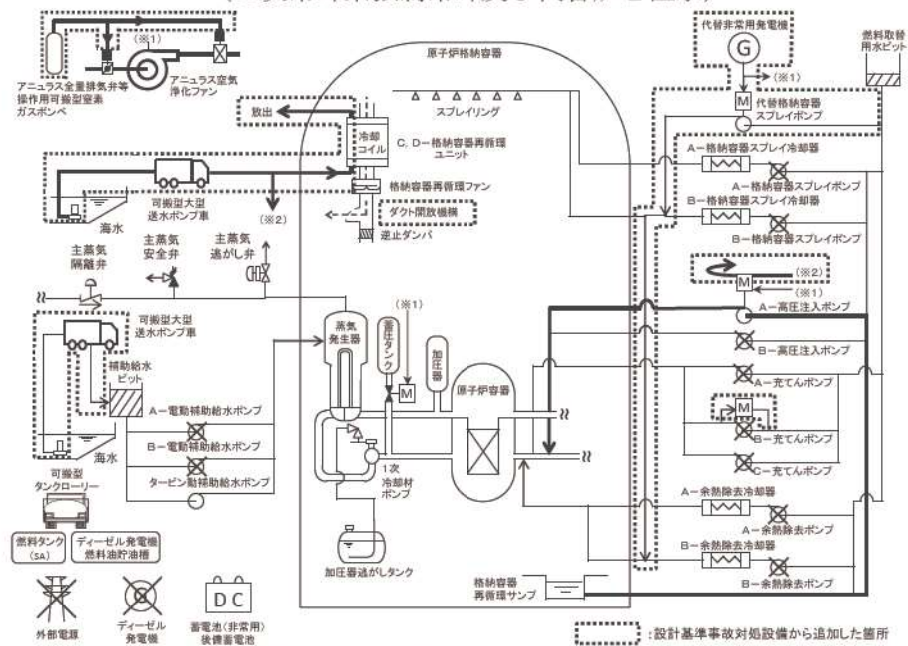 (※1)
アニュラス全量排気弁等
操作用可搬型窒素
ガスボンベ
アニュラス空気
浄化ファン
原子炉格納容器
代替非常用発電機
G
(※1)
燃料取替
用水ピット
M
代替格納容器
スプレイポンプ
放出
冷却
コイル
C, D-格納容器再循環
ユニット
スプレイリング
A-格納容器スプレイ冷却器
A-格納容器スプレイポンプ
B-格納容器スプレイ冷却器
B-格納容器スプレイポンプ
可搬型大型
送水ポンプ車
海水
(※2)
格納容器再循環ファン
ダクト開放機構
逆止ダンパ
主蒸気
隔離弁
主蒸気
安全弁
主蒸気
逃がし弁
(※2)
M
(※1)
A-高圧注入ポンプ
B-高圧注入ポンプ
可搬型大型
送水ポンプ車
補助給水
ピット
海水
A-電動補助給水ポンプ
B-電動補助給水ポンプ
タービン動補助給水ポンプ
蒸気
発生器
蓄圧タンク
(※1)
M
加圧器
原子炉容器
1次
冷却材
ポンプ
A-充てんポンプ
M
B-充てんポンプ
C-充てんポンプ
A-余熱除去冷却器
A-余熱除去ポンプ
B-余熱除去冷却器
B-余熱除去ポンプ
可搬型
タンクローリー
燃料タンク
(SA)
ディーゼル発電機
燃料油貯油槽
加圧器逃がしタンク
格納容器
再循環サンプ
外部電源
ディーゼル
発電機
DC
蓄電池(非常用)
後備蓄電池
:設計基準事故対処設備から追加した箇所